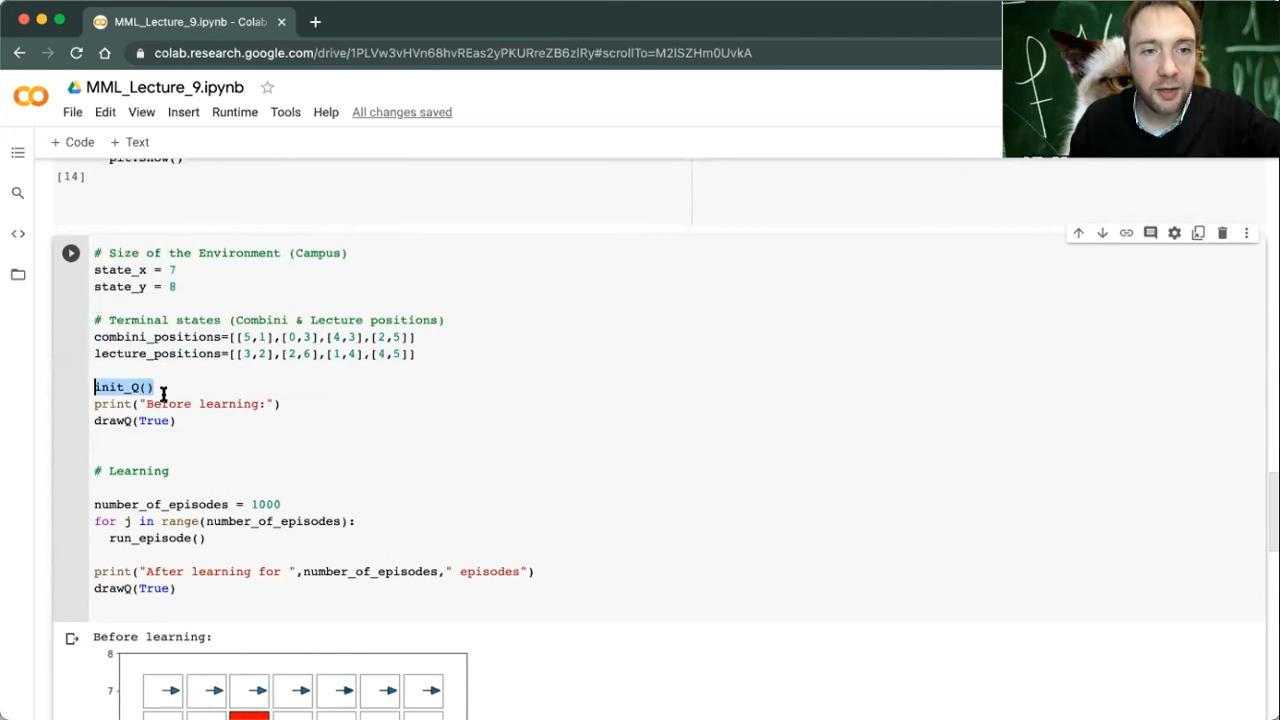 MML_Lecture_9.ipynb - Colab
colab.research.google.com/drive/1PLVw3vHVn68hyREas2yPKURreZB6zIRy#scrollTo=M2lSZHm0UvkA
MML_Lecture_9.ipynb
File Edit View Insert Runtime Tools Help All changes saved
+ Code + Text
[14]
# Size of the Environment (Campus)
state_x = 7
state_y = 8
# Terminal states (Combini & Lecture positions)
combini_positions=[[5,1],[0,3],[4,3],[2,5]]
lecture_positions=[[3,2],[2,6],[1,4],[4,5]]
init_Q()
print("Before learning:")
drawQ(True)
# Learning
number_of_episodes = 1000
for j in range(number_of_episodes):
run_episode()
print("After learning for ",number_of_episodes," episodes")
drawQ(True)
Before learning:
8
7